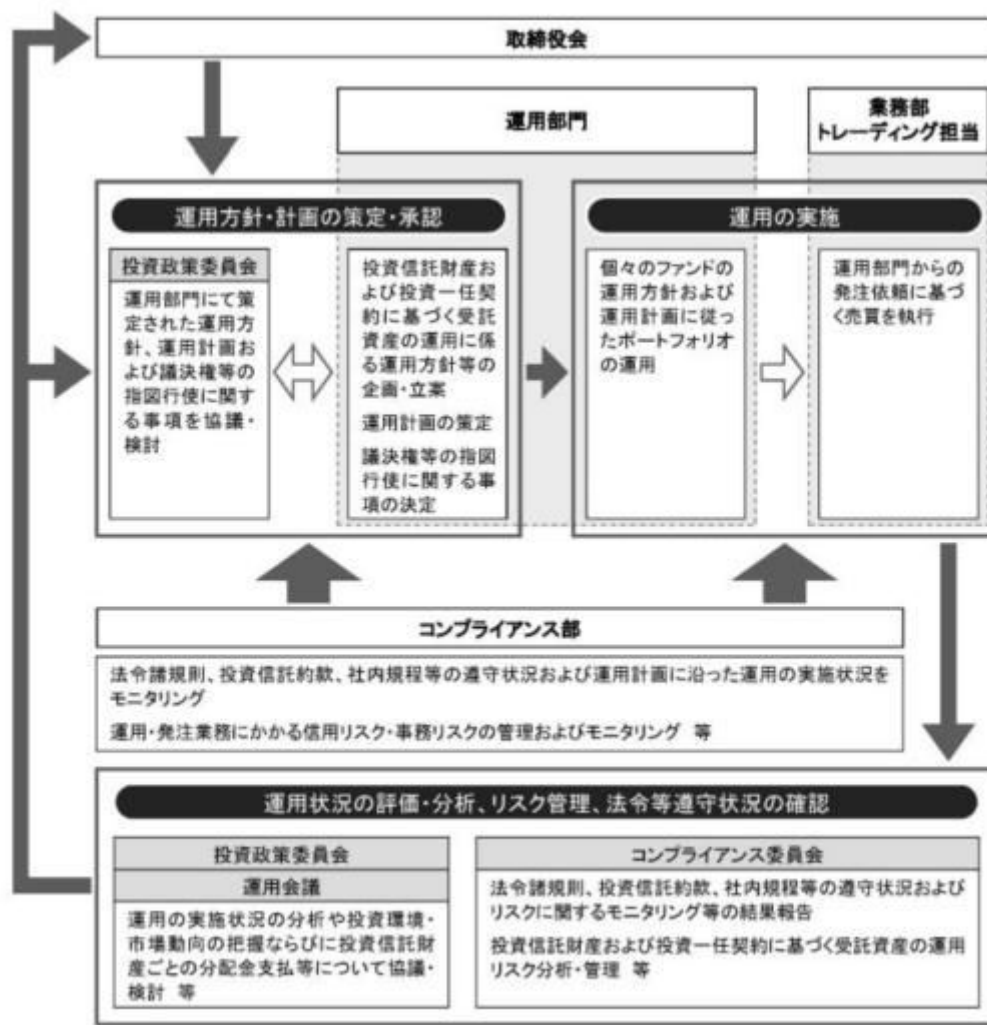 取締役会
運用部門
業務部
トレーディング担当
運用方針・計画の策定・承認
投資政策委員会
運用部門にて策
定された運用方
針、運用計画お
よび議決権等の
指図行使に関す
る事項を協議・
検討
投資信託財産お
よび投資一任契
約に基づく受託
資産の運用に係
る運用方針等の
企画・立案
運用計画の策定
議決権等の指図
行使に関する事
項の決定
運用の実施
個々のファンドの
運用方針および
運用計画に従っ
たポートフォリオ
の運用
運用部門からの
発注依頼に基づ
く売買を執行
コンプライアンス部
法令諸規則、投資信託約款、社内規程等の遵守状況および運用計画に沿った運用の実施状況を
モニタリング
運用・発注業務にかかる信用リスク・事務リスクの管理およびモニタリング 等
運用状況の評価・分析、リスク管理、法令等遵守状況の確認
投資政策委員会
運用会議
運用の実施状況の分析や投資環境・
市場動向の把握ならびに投資信託財
産ごとの分配金支払等について協議・
検討 等
コンプライアンス委員会
法令諸規則、投資信託約款、社内規程等の遵守状況および
リスクに関するモニタリング等の結果報告
投資信託財産および投資一任契約に基づく受託資産の運用
リスク分析・管理 等